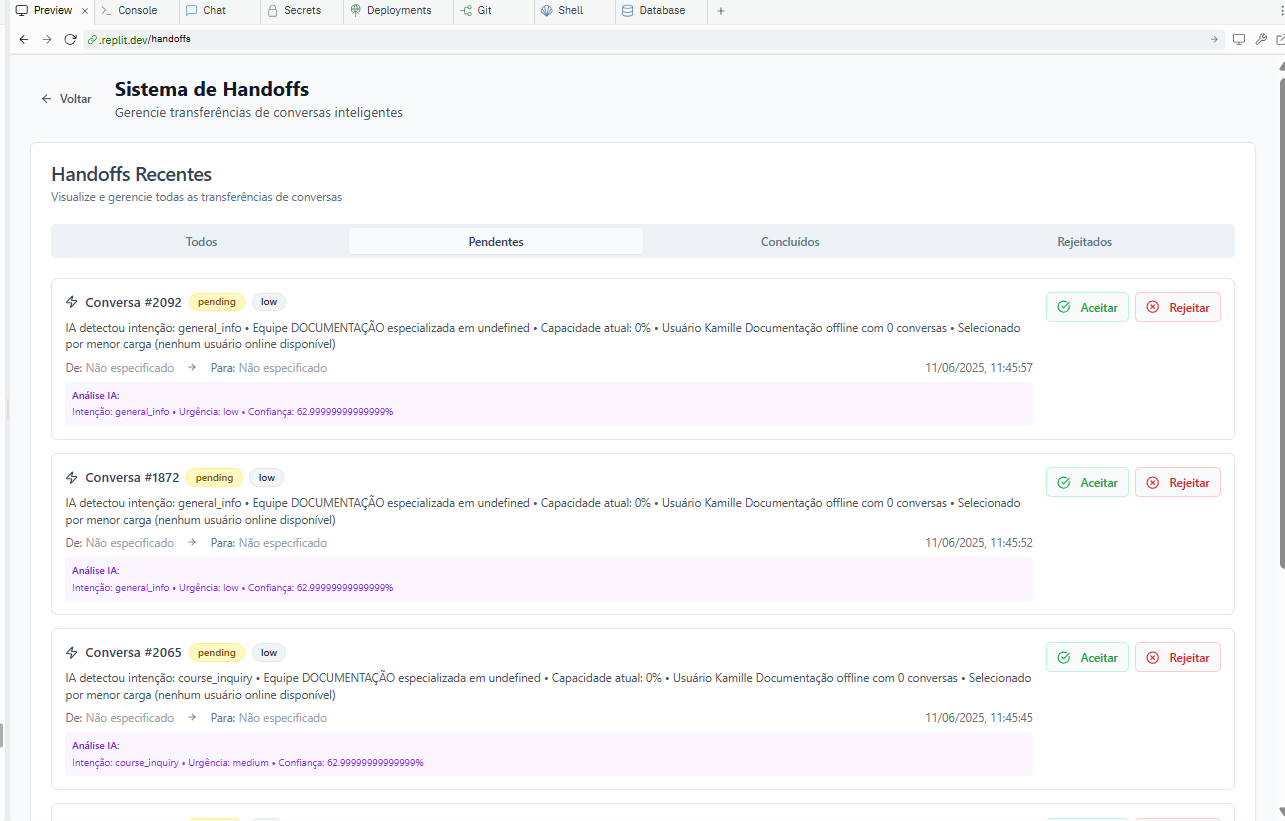 Preview × Console Chat Secrets Deployments Git Shell Database +
.replit.dev/handoffs
Voltar
Sistema de Handoffs
Gerencie transferências de conversas inteligentes
Handoffs Recentes
Visualize e gerencie todas as transferências de conversas
Todos Pendentes Concluídos Rejeitados
Conversa #2092 pending low Aceitar Rejeitar
IA detectou intenção: general_info • Equipe DOCUMENTAÇÃO especializada em undefined • Capacidade atual: 0% • Usuário Kamille Documentação offline com 0 conversas • Selecionado
por menor carga (nenhum usuário online disponível)
De: Não especificado → Para: Não especificado 11/06/2025, 11:45:57
Análise IA:
Intenção: general_info • Urgência: low • Confiança: 62.99999999999999%
Conversa #1872 pending low Aceitar Rejeitar
IA detectou intenção: general_info • Equipe DOCUMENTAÇÃO especializada em undefined • Capacidade atual: 0% • Usuário Kamille Documentação offline com 0 conversas • Selecionado
por menor carga (nenhum usuário online disponível)
De: Não especificado → Para: Não especificado 11/06/2025, 11:45:52
Análise IA:
Intenção: general_info • Urgência: low • Confiança: 62.99999999999999%
Conversa #2065 pending low Aceitar Rejeitar
IA detectou intenção: course_inquiry • Equipe DOCUMENTAÇÃO especializada em undefined • Capacidade atual: 0% • Usuário Kamille Documentação offline com 0 conversas • Selecionado
por menor carga (nenhum usuário online disponível)
De: Não especificado → Para: Não especificado 11/06/2025, 11:45:45
Análise IA:
Intenção: course_inquiry • Urgência: medium • Confiança: 62.99999999999999%